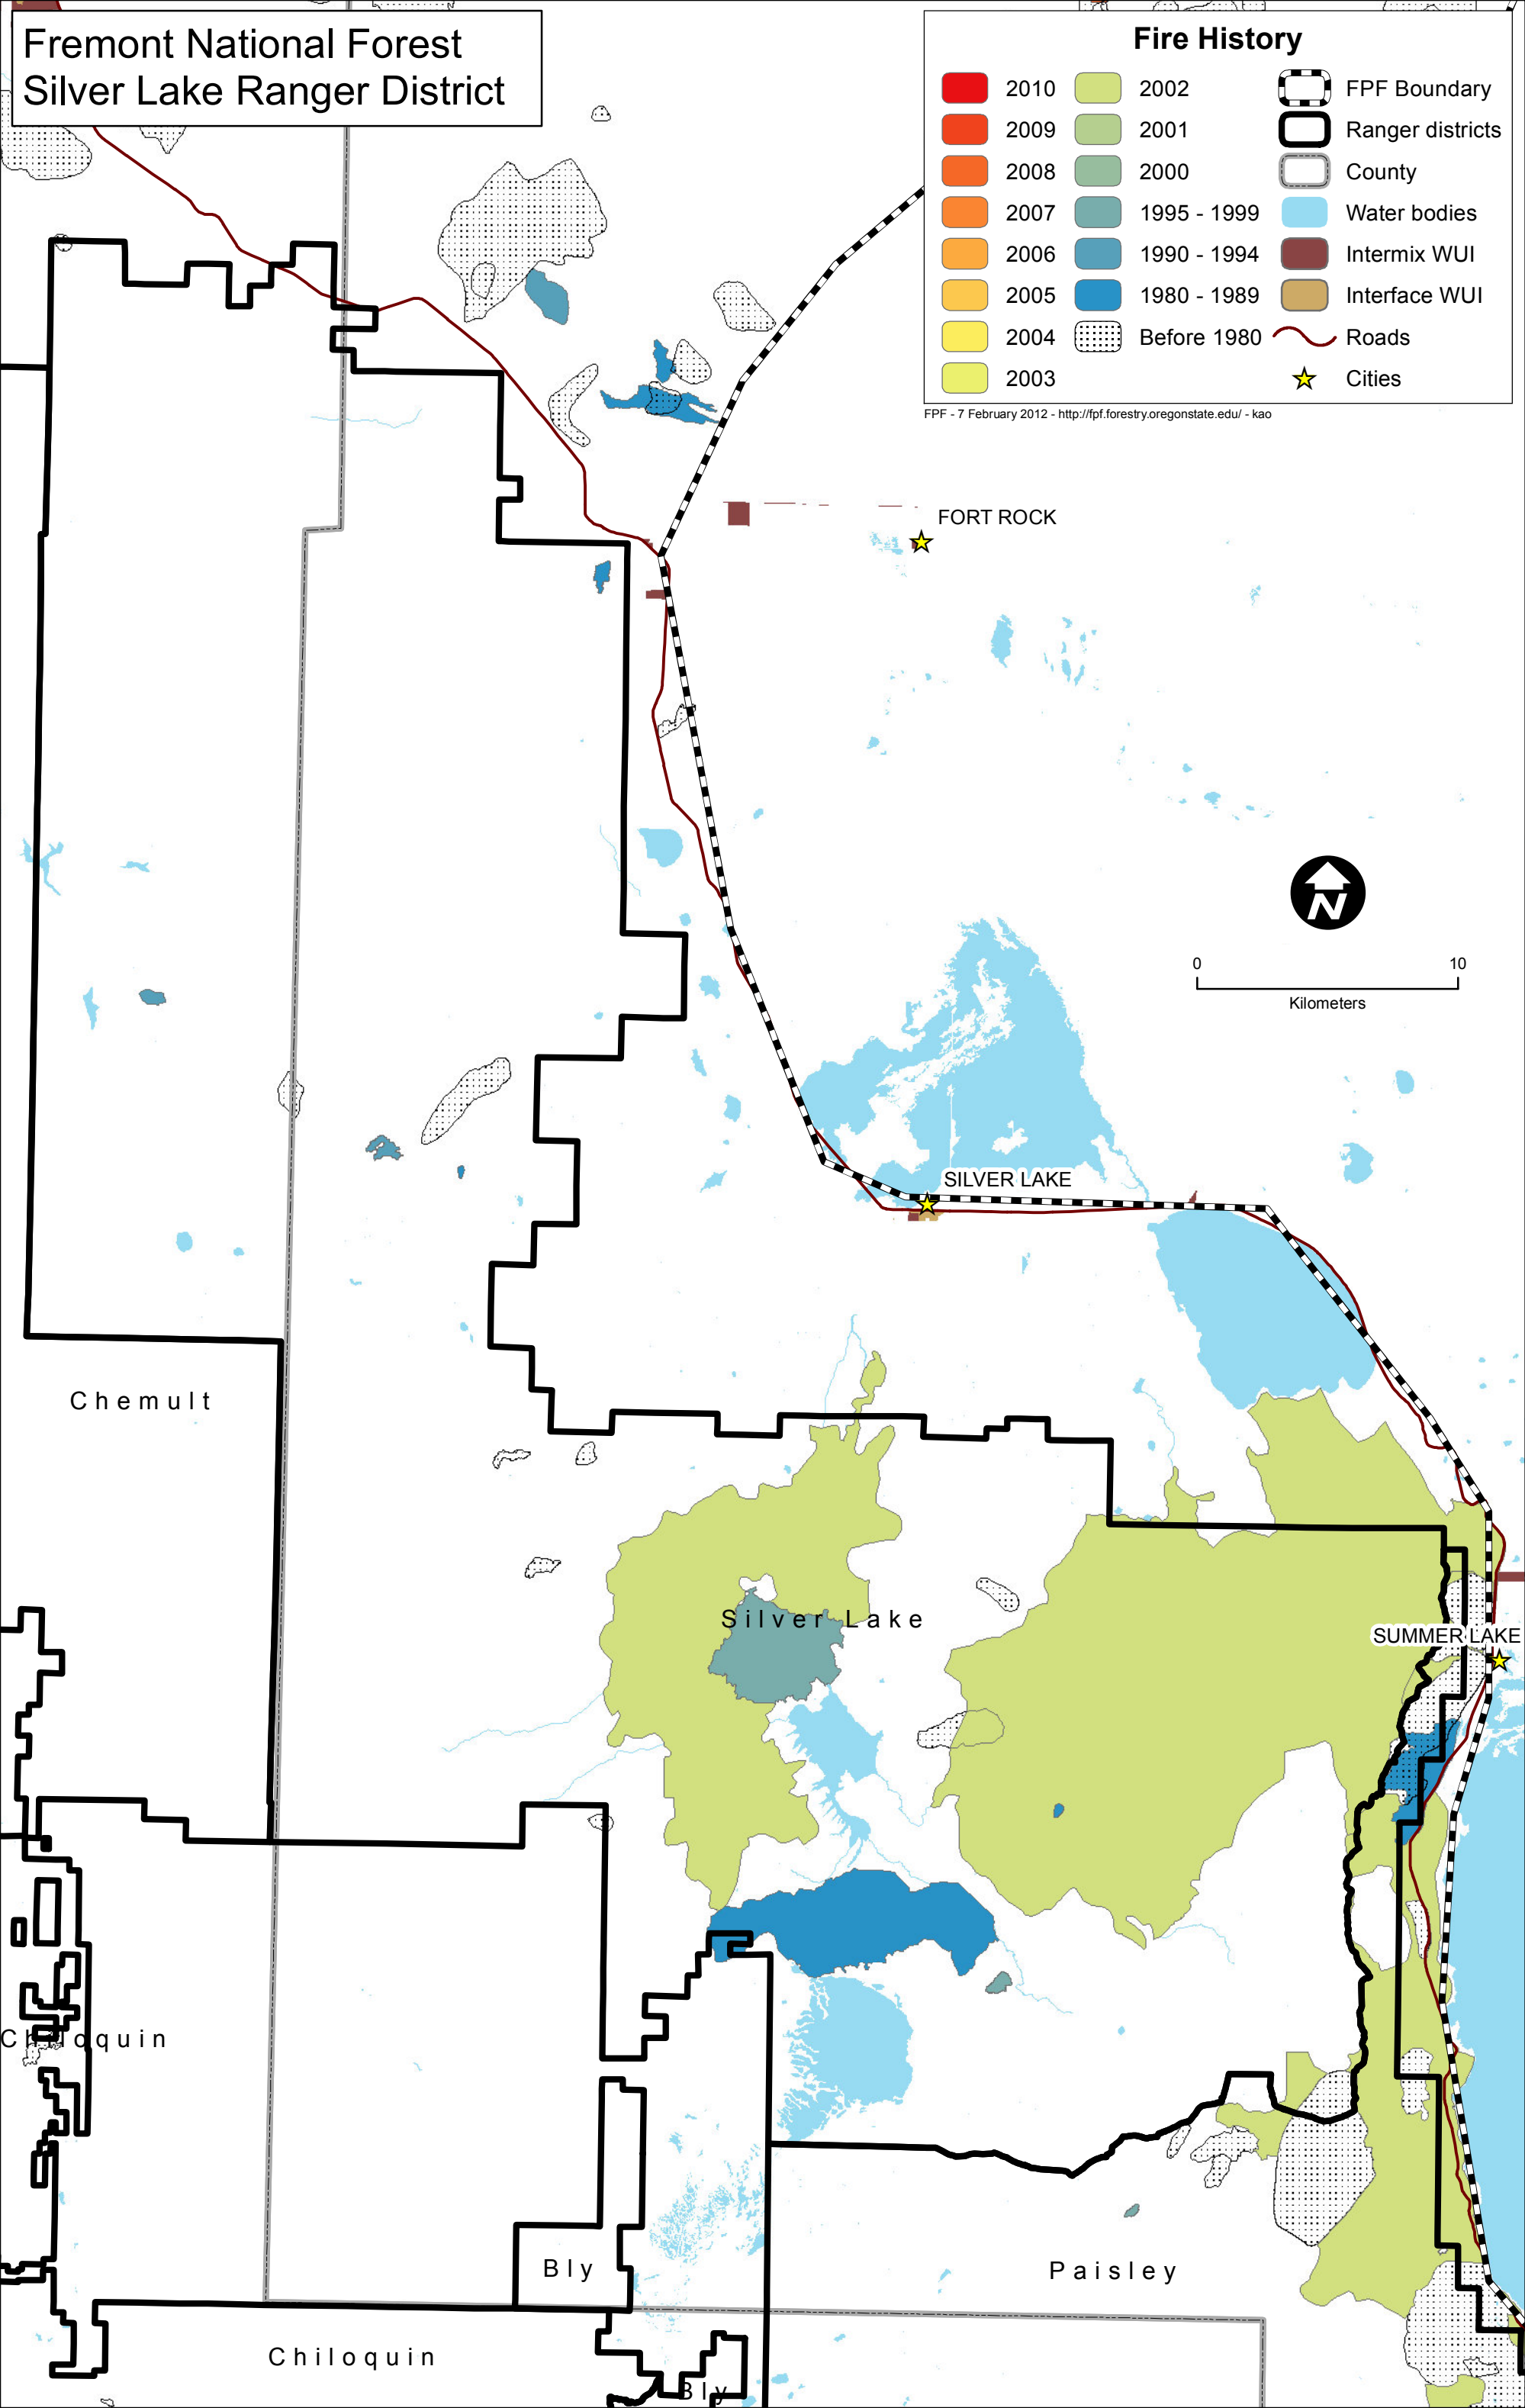 Fremont National Forest
Silver Lake Ranger District
Fire History
2010
2009
2008
2007
2006
2005
2004
2003
2002
2001
2000
1995 - 1999
1990 - 1994
1980 - 1989
Before 1980
FPF Boundary
Ranger districts
County
Water bodies
Intermix WUI
Interface WUI
Roads
Cities
FPF - 7 February 2012 - http://fpf.forestry.oregonstate.edu/ - kao
FORT ROCK
N
0 10
Kilometers
SILVER LAKE
Chemult
Silver Lake
SUMMER LAKE
Chiloquin
Bly
Paisley
Chiloquin
Bly